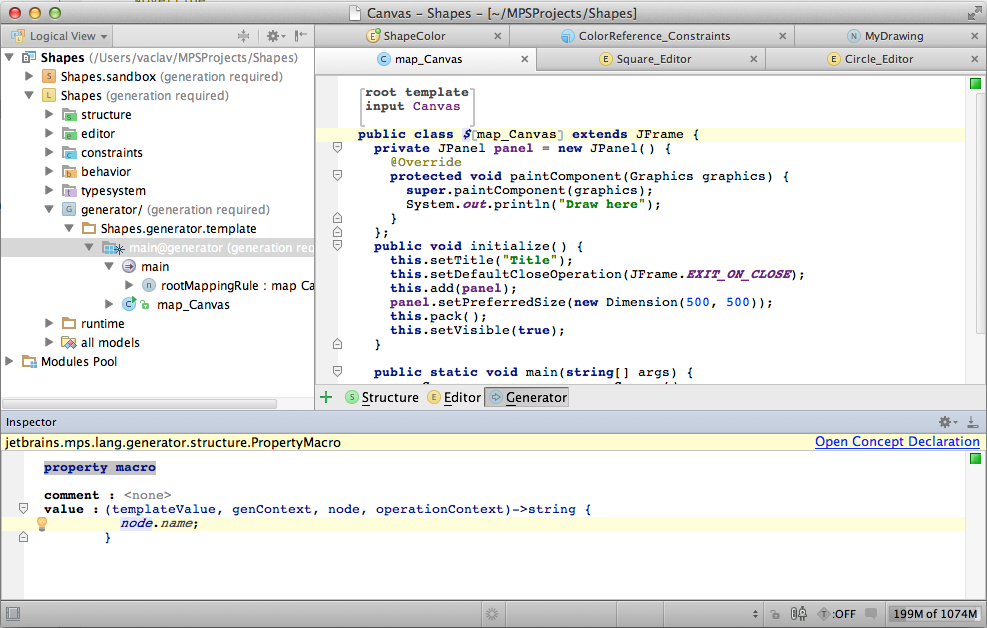 Canvas – Shapes – [~/MPSProjects/Shapes]
Logical View
ShapeColor
ColorReference_Constraints
MyDrawing
map_Canvas
Square_Editor
Circle_Editor
Shapes (/Users/vaclav/MPSProjects/Shapes)
Shapes.sandbox (generation required)
Shapes (generation required)
structure
editor
constraints
behavior
typesystem
generator/ (generation required)
Shapes.generator.template
main@generator (generation req
main
rootMappingRule : map Ca
map_Canvas
runtime
all models
Modules Pool
root template
input Canvas
public class $[map_Canvas] extends JFrame {
private JPanel panel = new JPanel() {
@Override
protected void paintComponent(Graphics graphics) {
super.paintComponent(graphics);
System.out.println("Draw here");
}
};
public void initialize() {
this.setTitle("Title");
this.setDefaultCloseOperation(JFrame.EXIT_ON_CLOSE);
this.add(panel);
panel.setPreferredSize(new Dimension(500, 500));
this.pack();
this.setVisible(true);
}
public static void main(string[] args) {
Structure
Editor
Generator
Inspector
jetbrains.mps.lang.generator.structure.PropertyMacro
Open Concept Declaration
property macro
comment : <none>
value : (templateValue, genContext, node, operationContext)->string {
node.name;
}
T:OFF
199M of 1074M